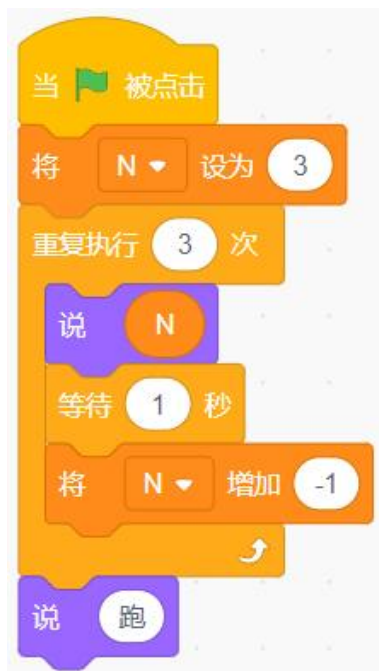 当 被点击
将 N 设为 3
重复执行 3 次
说 N
等待 1 秒
将 N 增加 -1
说 跑